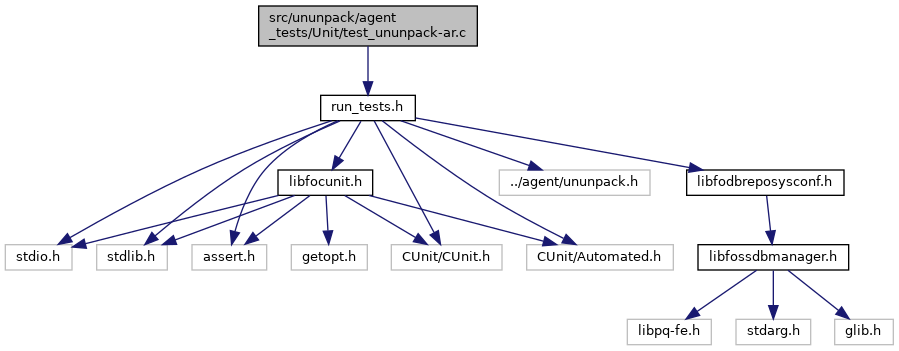 src/ununpack/agent
_tests/Unit/test_ununpack-ar.c
run_tests.h
libfocunit.h
../agent/ununpack.h
libfodbreposysconf.h
stdio.h
stdlib.h
assert.h
getopt.h
CUnit/CUnit.h
CUnit/Automated.h
libfossdbmanager.h
libpq-fe.h
stdarg.h
glib.h